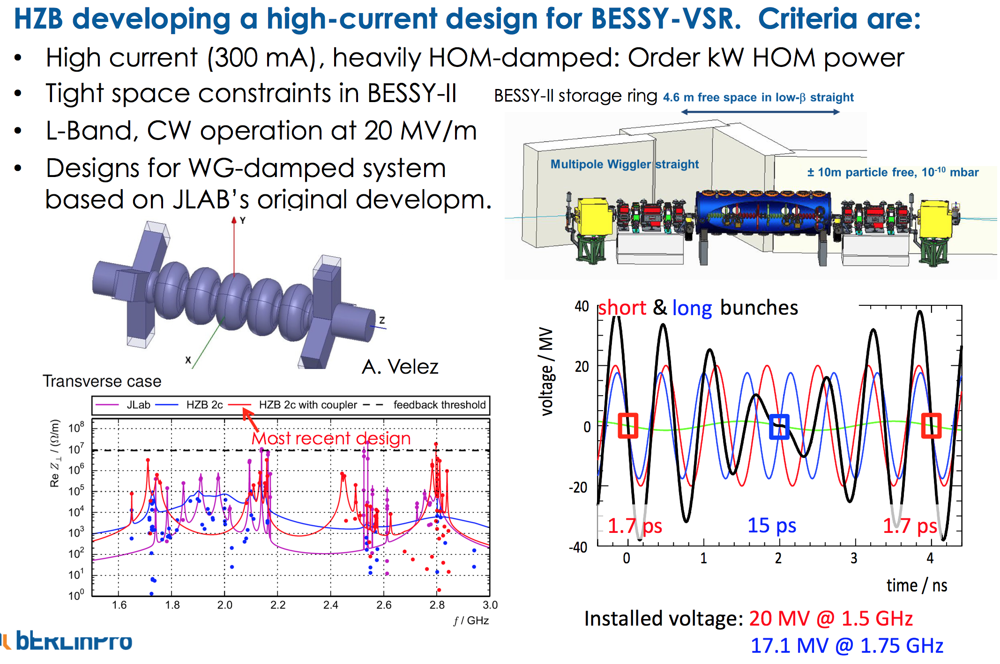 HZB developing a high-current design for BESSY-VSR.  Criteria are:
• High current (300 mA), heavily HOM-damped: Order kW HOM power
• Tight space constraints in BESSY-II
• L-Band, CW operation at 20 MV/m
• Designs for WG-damped system
based on JLAB's original developm.
BESSY-II storage ring 4.6 m free space in low-β straight
Multipole Wiggler straight
± 10m particle free, 10⁻¹⁰ mbar
Y
Z
X
A. Velez
Transverse case
JLab HZB 2c HZB 2c with coupler feedback threshold
Most recent design
Re Z⊥ / (Ω/m)
10⁸
10⁷
10⁶
10⁵
10⁴
10³
10²
10¹
10⁰
1.6 1.8 2.0 2.2 2.4 2.6 2.8 3.0
f / GHz
short & long bunches
voltage / MV
40
20
0
-20
-40
1.7 ps 15 ps 1.7 ps
0 1 2 3 4
time / ns
Installed voltage: 20 MV @ 1.5 GHz
17.1 MV @ 1.75 GHz
bERLinPro